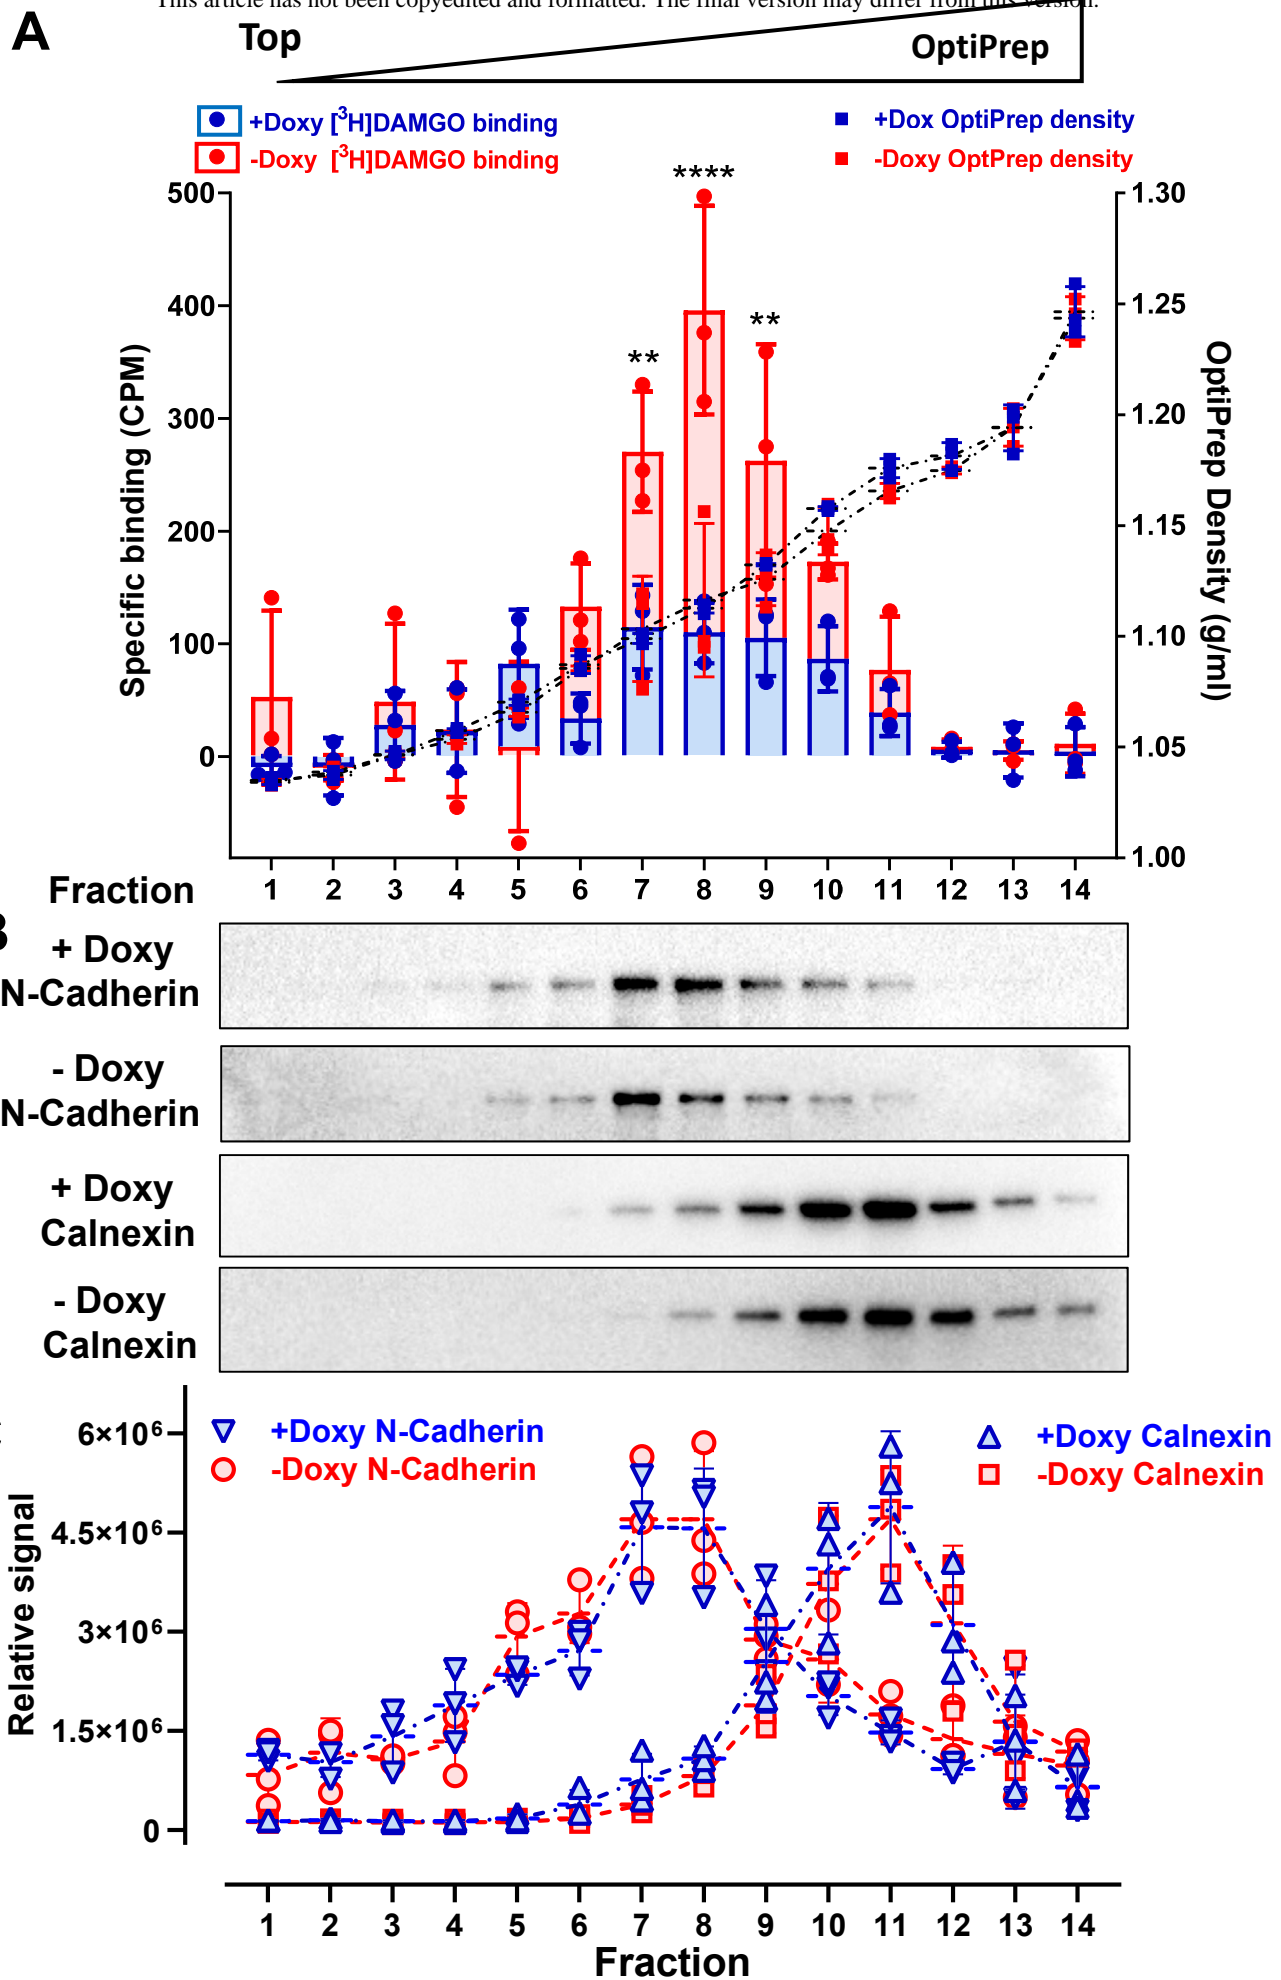 This article has not been copyedited and formatted. The final version may differ from this version.
A
Top
OptiPrep
+Doxy [³H]DAMGO binding
-Doxy [³H]DAMGO binding
+Dox OptiPrep density
-Doxy OptPrep density
****
**
**
500
400
300
200
100
0
Specific binding (CPM)
1.30
1.25
1.20
1.15
1.10
1.05
1.00
OptiPrep Density (g/ml)
Fraction 1 2 3 4 5 6 7 8 9 10 11 12 13 14
B
+ Doxy
N-Cadherin
- Doxy
N-Cadherin
+ Doxy
Calnexin
- Doxy
Calnexin
+Doxy N-Cadherin
-Doxy N-Cadherin
+Doxy Calnexin
-Doxy Calnexin
6×10⁶
4.5×10⁶
3×10⁶
1.5×10⁶
0
Relative signal
1 2 3 4 5 6 7 8 9 10 11 12 13 14
Fraction